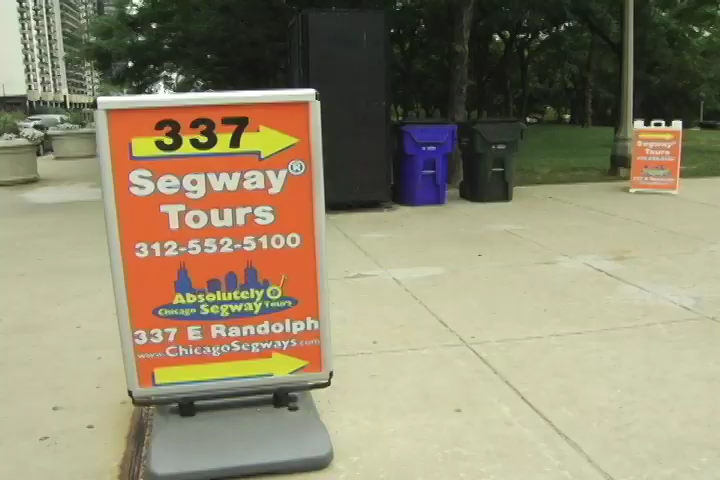 337
Segway®
Tours
312-552-5100
Absolutely
Chicago Segway Tours
337 E Randolph
www.ChicagoSegways.com
Segway
Tours